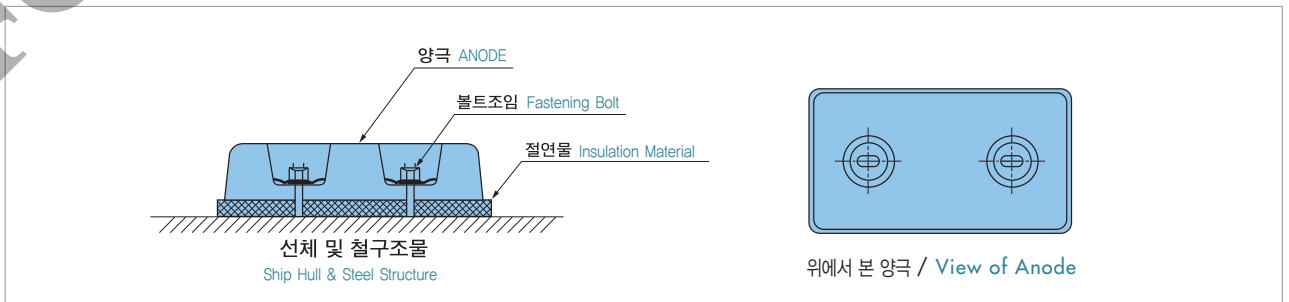 양극 ANODE
볼트조임 Fastening Bolt
절연물 Insulation Material
선체 및 철구조물
Ship Hull & Steel Structure
위에서 본 양극 / View of Anode